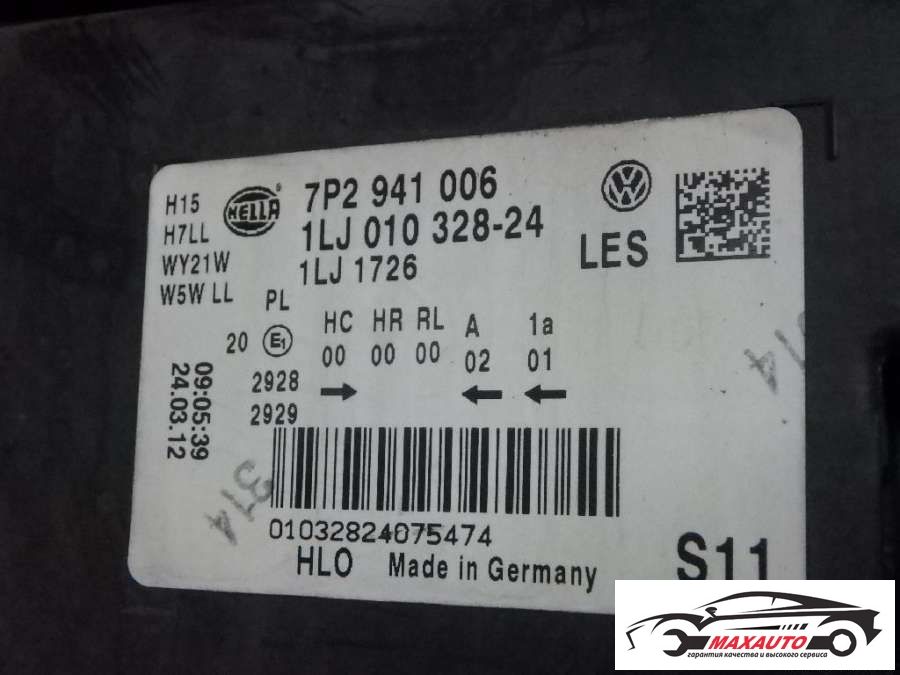 H15
H7LL
WY21W
W5W LL
HELLA
7P2 941 006
1LJ 010 328-24
1LJ 1726
LES
PL
HC HR RL A 1a
20 E1 00 00 00 02 01
2928
2929
09:05:39
24.03.12
314
314
01032824075474
HLO Made in Germany
S11
MAXAUTO
гарантия качества и высокого сервиса